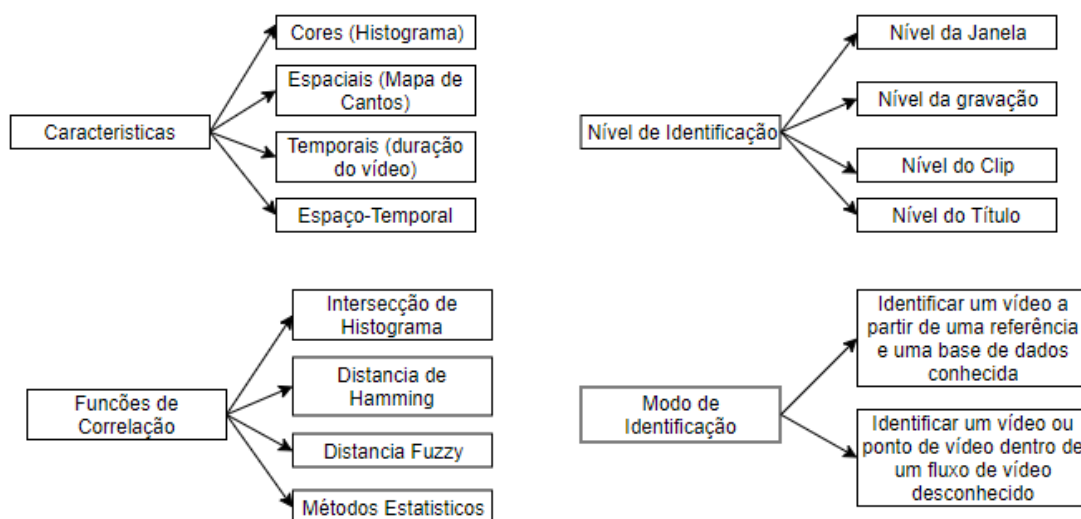 Cores (Histograma)
Espaciais (Mapa de
Cantos)
Caracteristicas
Temporais (duração
do vídeo)
Espaço-Temporal
Nível da Janela
Nível da gravação
Nível de Identificação
Nível do Clip
Nível do Título
Intersecção de
Histograma
Distancia de
Hamming
Funcões de
Correlação
Distancia Fuzzy
Métodos Estatisticos
Identificar um vídeo a
partir de uma referência
e uma base de dados
conhecida
Modo de
Identificação
Identificar um vídeo ou
ponto de vídeo dentro de
um fluxo de vídeo
desconhecido